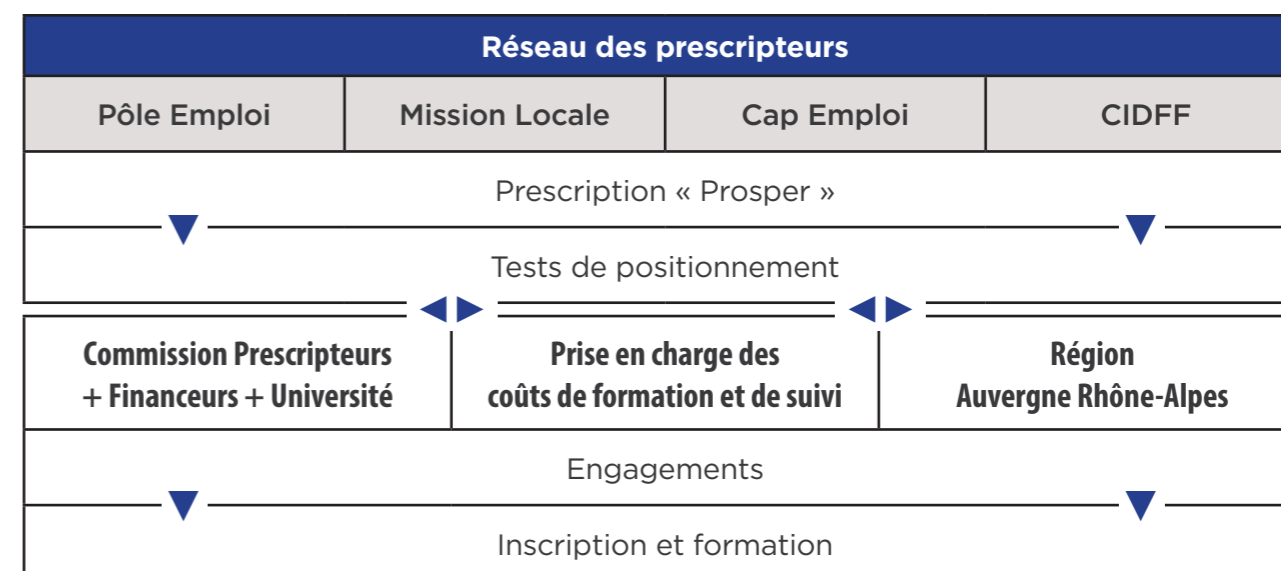 Réseau des prescripteurs
Pôle Emploi
Mission Locale
Cap Emploi
CIDFF
Prescription « Prosper »
Tests de positionnement
Commission Prescripteurs
+ Financeurs + Université
Prise en charge des
coûts de formation et de suivi
Région
Auvergne Rhône-Alpes
Engagements
Inscription et formation